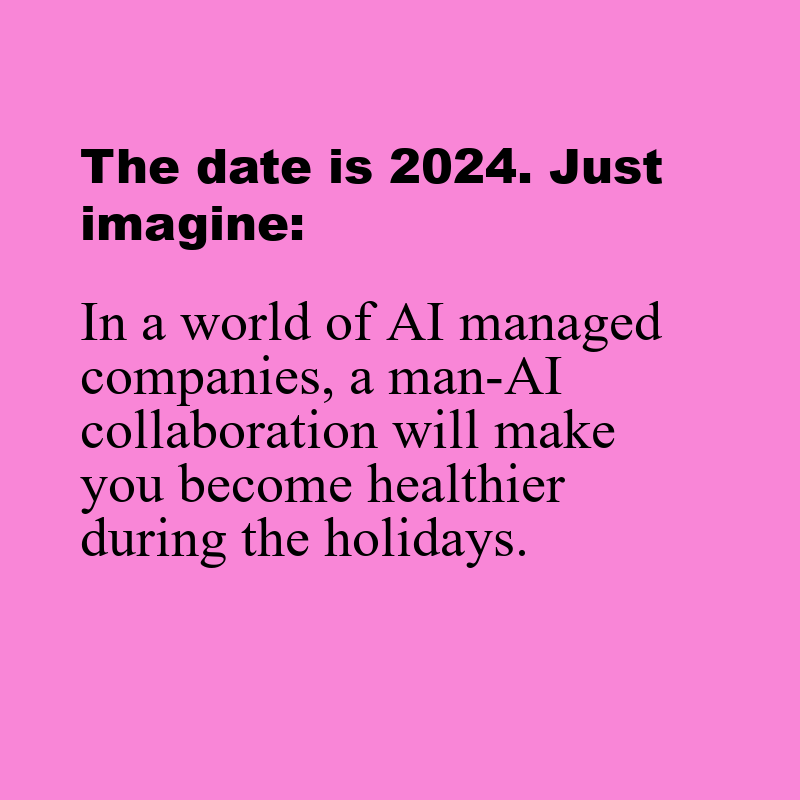 The date is 2024. Just
imagine:
In a world of AI managed
companies, a man-AI
collaboration will make
you become healthier
during the holidays.